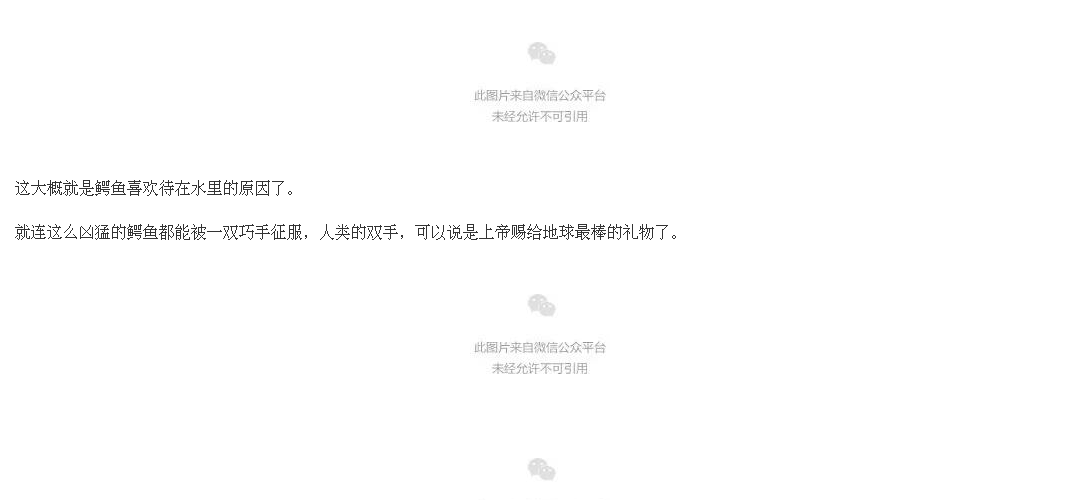 此图片来自微信公众平台
未经允许不可引用
这大概就是鳄鱼喜欢待在水里的原因了。
就连这么凶猛的鳄鱼都能被一双巧手征服，人类的双手，可以说是上帝赐给地球最棒的礼物了。
此图片来自微信公众平台
未经允许不可引用